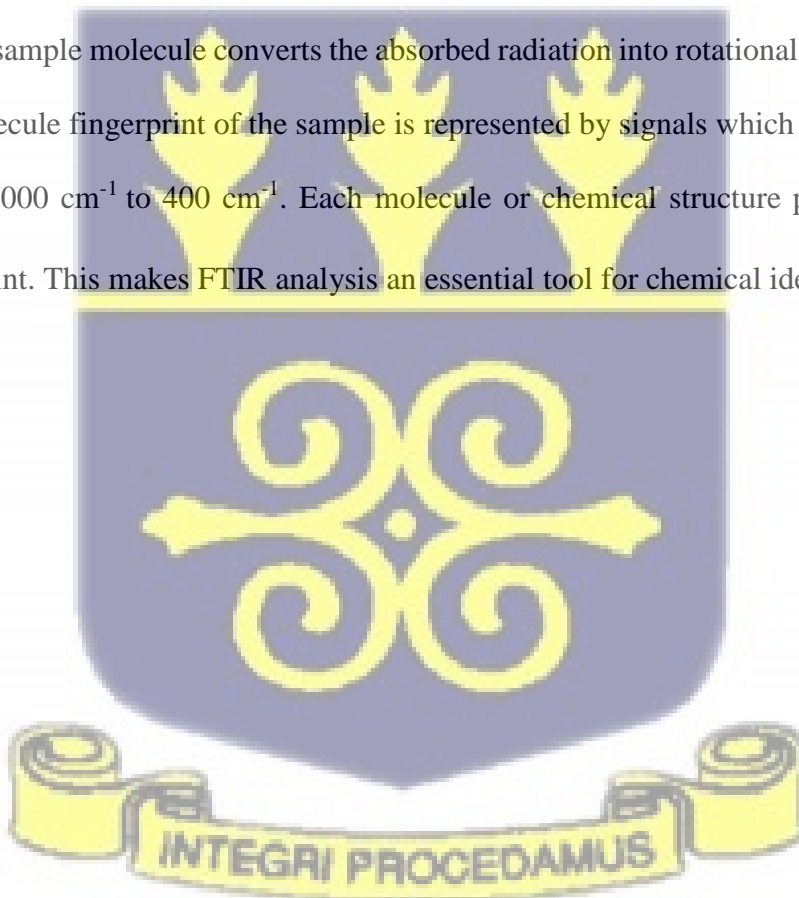 sample molecule converts the absorbed radiation into rotational
ecule fingerprint of the sample is represented by signals which
000 cm⁻¹ to 400 cm⁻¹. Each molecule or chemical structure p
int. This makes FTIR analysis an essential tool for chemical ide
INTEGRI PROCEDAMUS